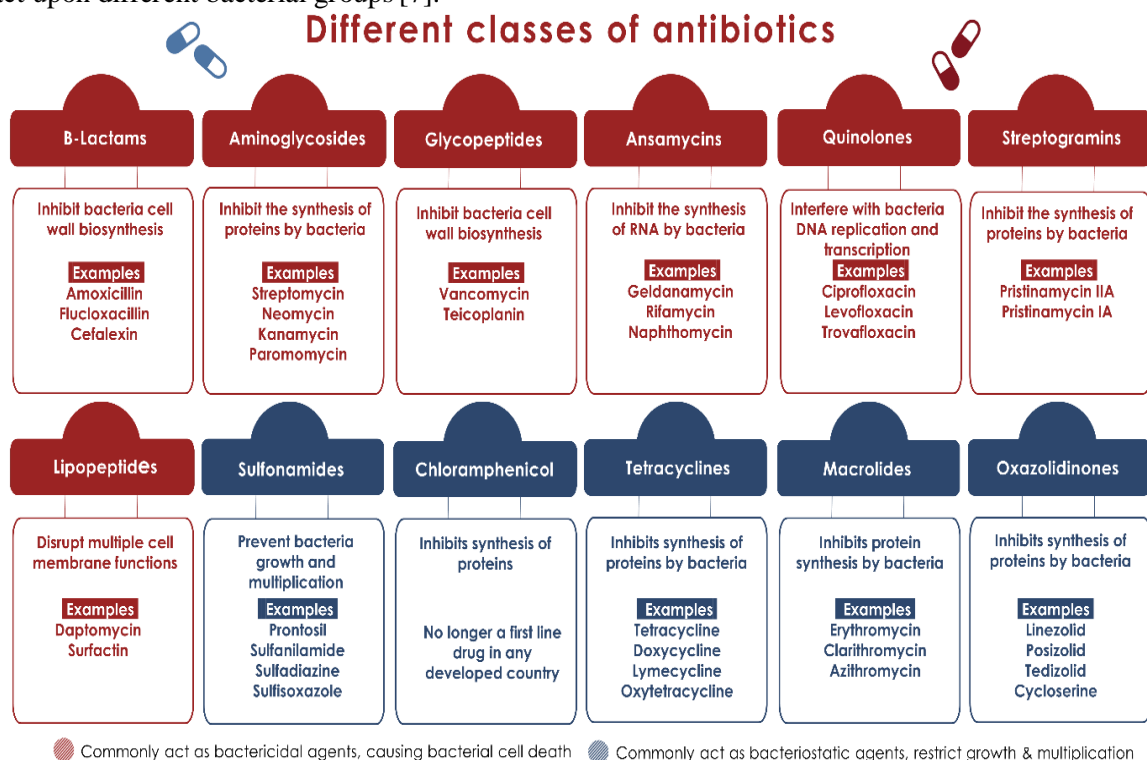 act upon different bacterial groups [7].
Different classes of antibiotics
B-Lactams
Inhibit bacteria cell
wall biosynthesis
Examples
Amoxicillin
Flucloxacillin
Cefalexin
Aminoglycosides
Inhibit the synthesis of
proteins by bacteria
Examples
Streptomycin
Neomycin
Kanamycin
Paromomycin
Glycopeptides
Inhibit bacteria cell
wall biosynthesis
Examples
Vancomycin
Teicoplanin
Ansamycins
Inhibit the synthesis
of RNA by bacteria
Examples
Geldanamycin
Rifamycin
Naphthomycin
Quinolones
Interfere with bacteria
DNA replication and
transcription
Examples
Ciprofloxacin
Levofloxacin
Trovafloxacin
Streptogramins
Inhibit the synthesis of
proteins by bacteria
Examples
Pristinamycin IIA
Pristinamycin IA
Lipopeptides
Disrupt multiple cell
membrane functions
Examples
Daptomycin
Surfactin
Sulfonamides
Prevent bacteria
growth and
multiplication
Examples
Prontosil
Sulfanilamide
Sulfadiazine
Sulfisoxazole
Chloramphenicol
Inhibits synthesis of
proteins
No longer a first line
drug in any
developed country
Tetracyclines
Inhibits synthesis of
proteins by bacteria
Examples
Tetracycline
Doxycycline
Lymecycline
Oxytetracycline
Macrolides
Inhibits protein
synthesis by bacteria
Examples
Erythromycin
Clarithromycin
Azithromycin
Oxazolidinones
Inhibits synthesis of
proteins by bacteria
Examples
Linezolid
Posizolid
Tedizolid
Cycloserine
Commonly act as bactericidal agents, causing bacterial cell death
Commonly act as bacteriostatic agents, restrict growth & multiplication